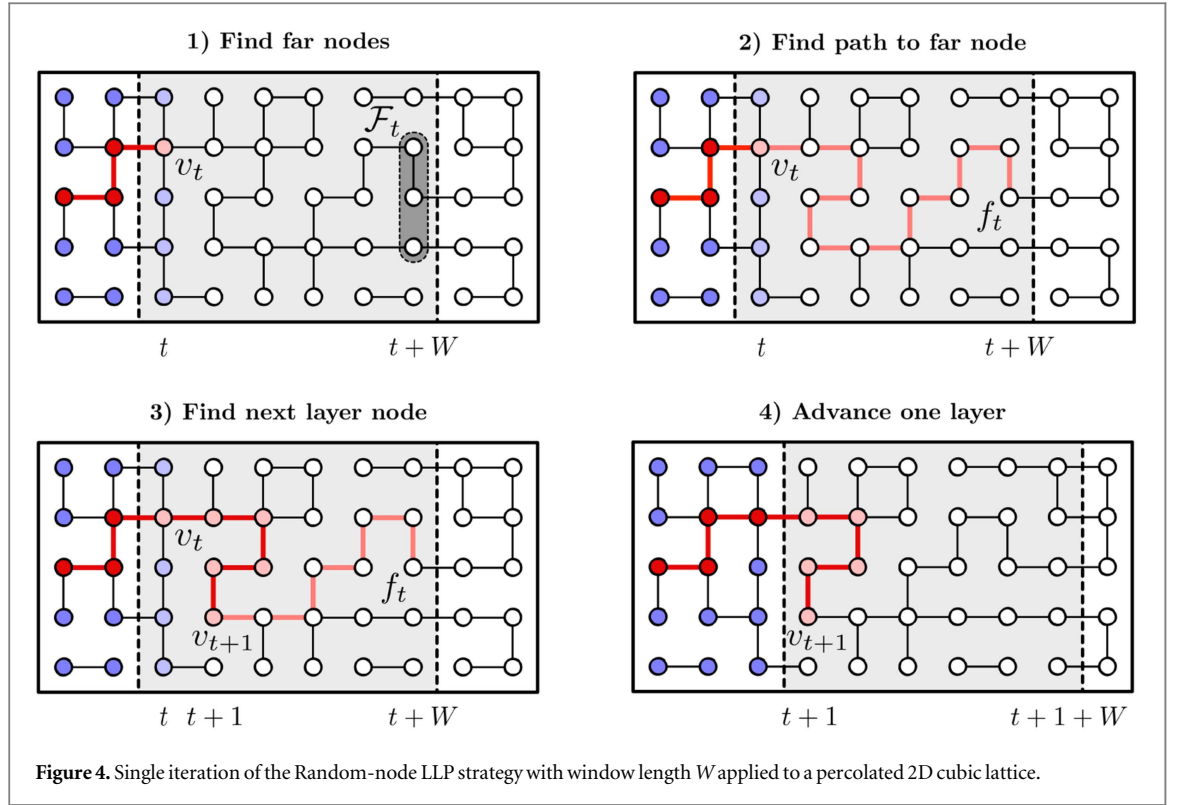 1) Find far nodes
2) Find path to far node
𝓕_t
v_t
v_t
f_t
t
t + W
t
t + W
3) Find next layer node
4) Advance one layer
v_t
f_t
v_{t+1}
v_{t+1}
t
t + 1
t + W
t + 1
t + 1 + W
Figure 4. Single iteration of the Random-node LLP strategy with window length W applied to a percolated 2D cubic lattice.